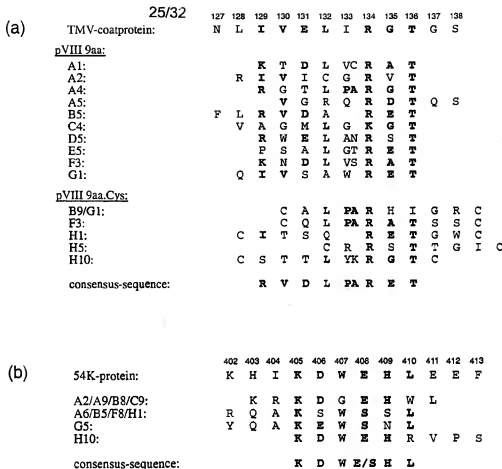 25/32
(a)
127 128 129 130 131 132 133 134 135 136 137 138
TMV-coatprotein: N L I V E L I R G T G S
pVIII 9aa:
A1: K T D L VC R A T
A2: R I V I C G R V T
A4: R G T L PA R G T
A5: V G R Q R D T Q S
B5: F L R V D A R E T
C4: V A G M L G K G T
D5: R W E L AN R S T
E5: P S A L GT R E T
F3: K N D L VS R A T
G1: Q I V S A W R E T
pVIII 9aa.Cys:
B9/G1: C A L PA R H I G R C
F3: C Q L PA R A T S S C
H1: C I T S Q R E T G W C
H5: C R R S T T G I C
H10: C S T T L YK R G T C
consensus-sequence: R V D L PA R E T
(b)
402 403 404 405 406 407 408 409 410 411 412 413
54K-protein: K H I K D W E H L E E F
A2/A9/B8/C9: K R K D G E H W L
A6/B5/F8/H1: R Q A K S W S S L
G5: Y Q A K E W S N L
H10: K D W E H R V P S
consensus-sequence: K D W E/S H L